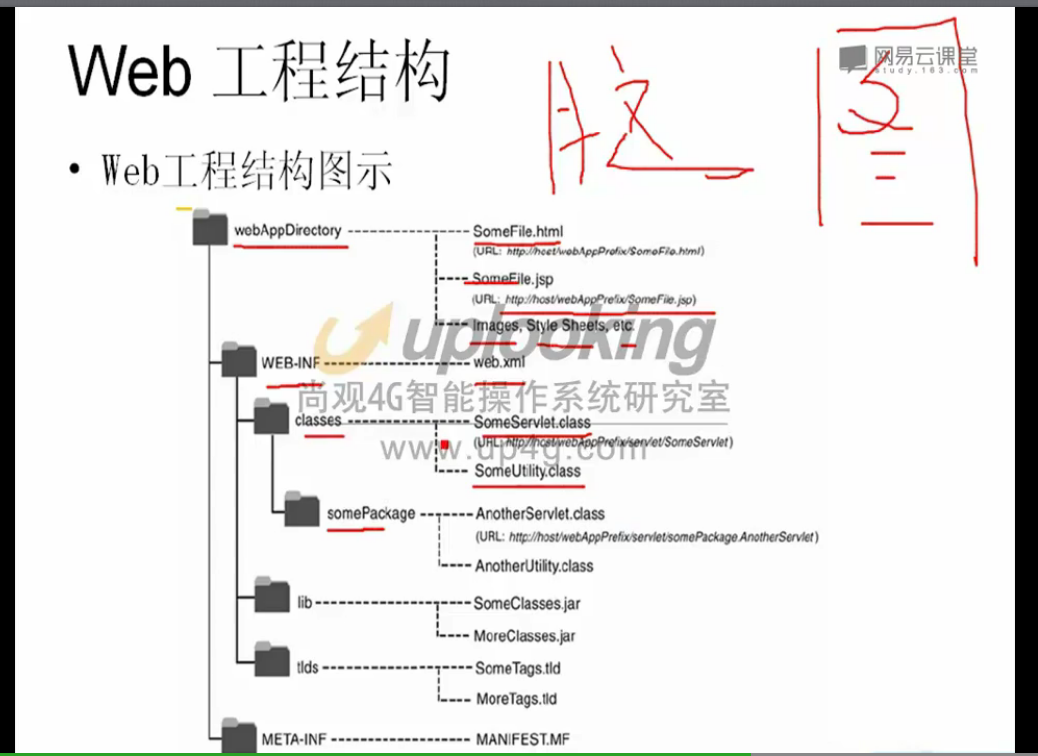 Web 工程结构
网易云课堂
study.163.com
• Web工程结构图示
webAppDirectory
SomeFile.html
(URL: http://host/webAppPrefix/SomeFile.html)
SomeFile.jsp
(URL: http://host/webAppPrefix/SomeFile.jsp)
Images, Style Sheets, etc.
uplooking
WEB-INF
web.xml
尚观4G智能操作系统研究室
classes
SomeServlet.class
(URL: http://host/webAppPrefix/servlet/SomeServlet)
www.up4g.com
SomeUtility.class
somePackage
AnotherServlet.class
(URL: http://host/webAppPrefix/servlet/somePackage.AnotherServlet)
AnotherUtility.class
lib
SomeClasses.jar
MoreClasses.jar
tlds
SomeTags.tld
MoreTags.tld
META-INF
MANIFEST.MF